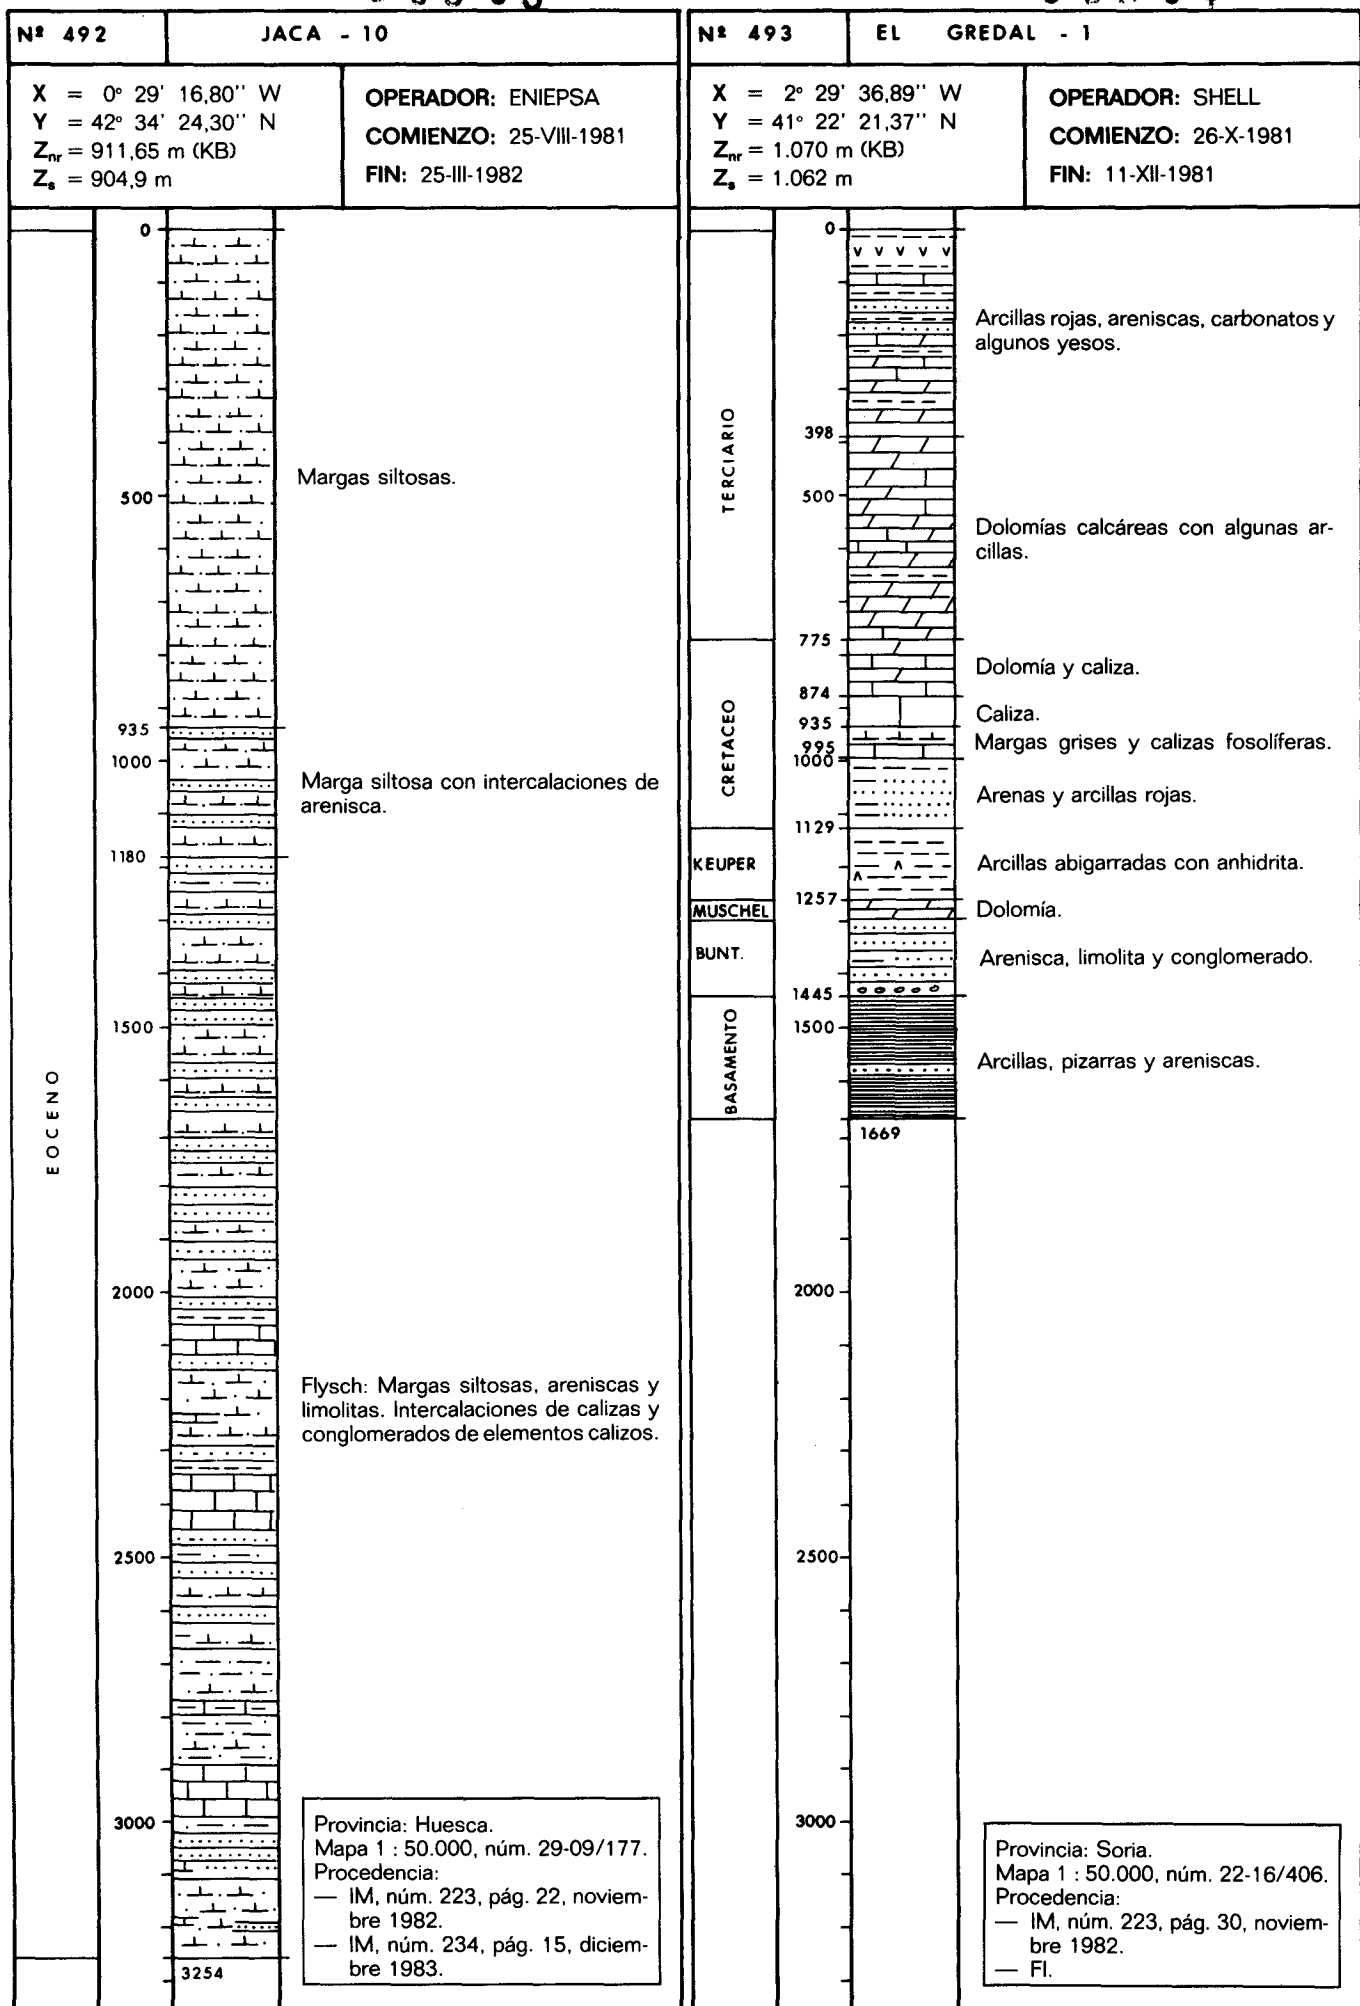 Nº 492 JACA - 10
X = 0° 29' 16,80'' W
Y = 42° 34' 24,30'' N
Znr = 911,65 m (KB)
Zs = 904,9 m
OPERADOR: ENIEPSA
COMIENZO: 25-VIII-1981
FIN: 25-III-1982
EOCENO
0
500
935
1000
1180
1500
2000
2500
3000
3254
Margas siltosas.
Marga siltosa con intercalaciones de
arenisca.
Flysch: Margas siltosas, areniscas y
limolitas. Intercalaciones de calizas y
conglomerados de elementos calizos.
Provincia: Huesca.
Mapa 1 : 50.000, núm. 29-09/177.
Procedencia:
— IM, núm. 223, pág. 22, noviem-
bre 1982.
— IM, núm. 234, pág. 15, diciem-
bre 1983.
Nº 493 EL GREDAL - 1
X = 2° 29' 36,89'' W
Y = 41° 22' 21,37'' N
Znr = 1.070 m (KB)
Zs = 1.062 m
OPERADOR: SHELL
COMIENZO: 26-X-1981
FIN: 11-XII-1981
TERCIARIO
CRETACEO
KEUPER
MUSCHEL
BUNT.
BASAMENTO
0
398
500
775
874
935
995
1000
1129
1257
1445
1500
1669
2000
2500
3000
Arcillas rojas, areniscas, carbonatos y
algunos yesos.
Dolomías calcáreas con algunas ar-
cillas.
Dolomía y caliza.
Caliza.
Margas grises y calizas fosolíferas.
Arenas y arcillas rojas.
Arcillas abigarradas con anhidrita.
Dolomía.
Arenisca, limolita y conglomerado.
Arcillas, pizarras y areniscas.
Provincia: Soria.
Mapa 1 : 50.000, núm. 22-16/406.
Procedencia:
— IM, núm. 223, pág. 30, noviem-
bre 1982.
— FI.